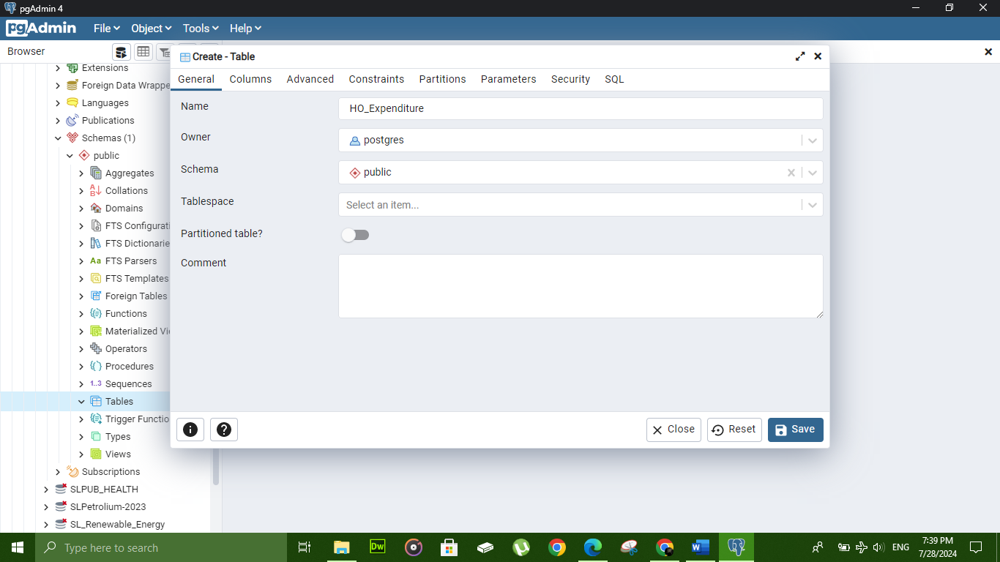 pgAdmin 4
pgAdmin File Object Tools Help
Browser
Extensions
Foreign Data Wrappe
Languages
Publications
Schemas (1)
public
Aggregates
Collations
Domains
FTS Configurati
FTS Dictionarie
Aa FTS Parsers
FTS Templates
Foreign Tables
Functions
Materialized Vie
Operators
Procedures
1..3 Sequences
Tables
Trigger Functio
Types
Views
Subscriptions
SLPUB_HEALTH
SLPetrolium-2023
SL_Renewable_Energy
Create - Table
General Columns Advanced Constraints Partitions Parameters Security SQL
Name HO_Expenditure
Owner postgres
Schema public
Tablespace Select an item...
Partitioned table?
Comment
Close Reset Save
Type here to search
Dw
ENG
7:39 PM
7/28/2024